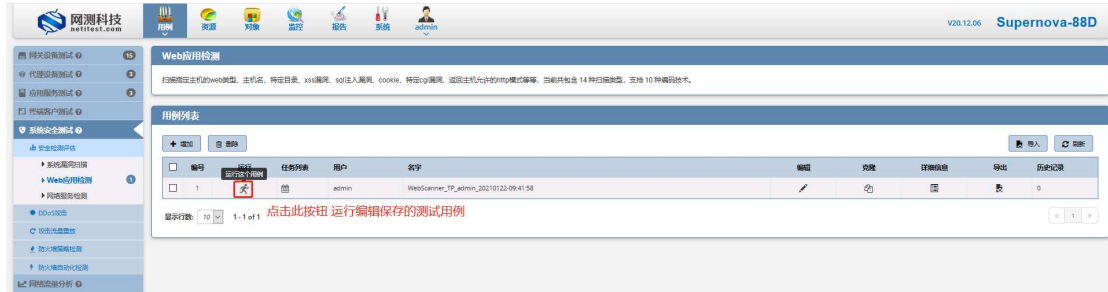 网测科技
netitest.com
用例
资源
对象
监控
报告
系统
admin
V20.12.06
Supernova-88D
网关设备测试
15
代理设备测试
应用服务测试
终端客户测试
系统安全测试
安全检测评估
系统漏洞扫描
Web应用检测
1
网络服务检测
DDoS攻击
攻击流量重放
防火墙策略检测
防火墙自动化检测
网络流量分析
Web应用检测
扫描指定主机的web类型、主机名、特定目录、xss漏洞、sql注入漏洞、cookie、特定cgi漏洞、返回主机允许的http模式等等，当前共包含 14 种扫描类型，支持 10 种编码技术。
用例列表
增加 删除 导入 刷新
编号 运行 任务列表 用户 名字 编辑 克隆 详细信息 导出 历史记录
运行这个用例
1 admin WebScanner_TP_admin_20210122-09:41:58 0
显示行数: 10 1 - 1 of 1 点击此按钮 运行编辑保存的测试用例 1